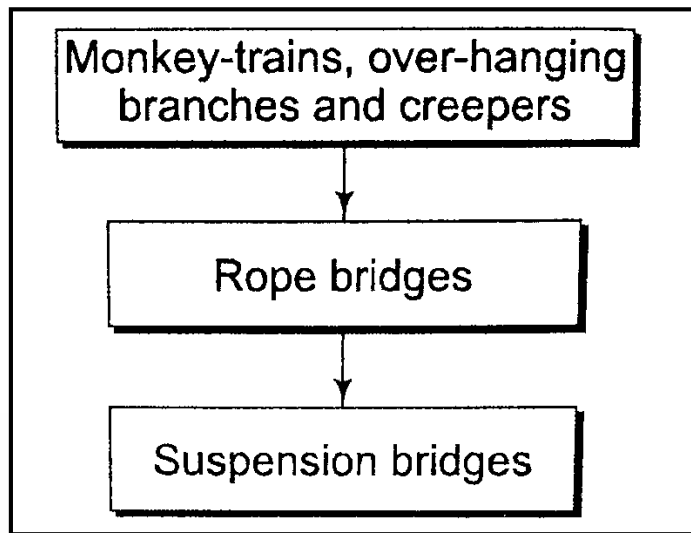 Monkey-trains, over-hanging
branches and creepers
Rope bridges
Suspension bridges